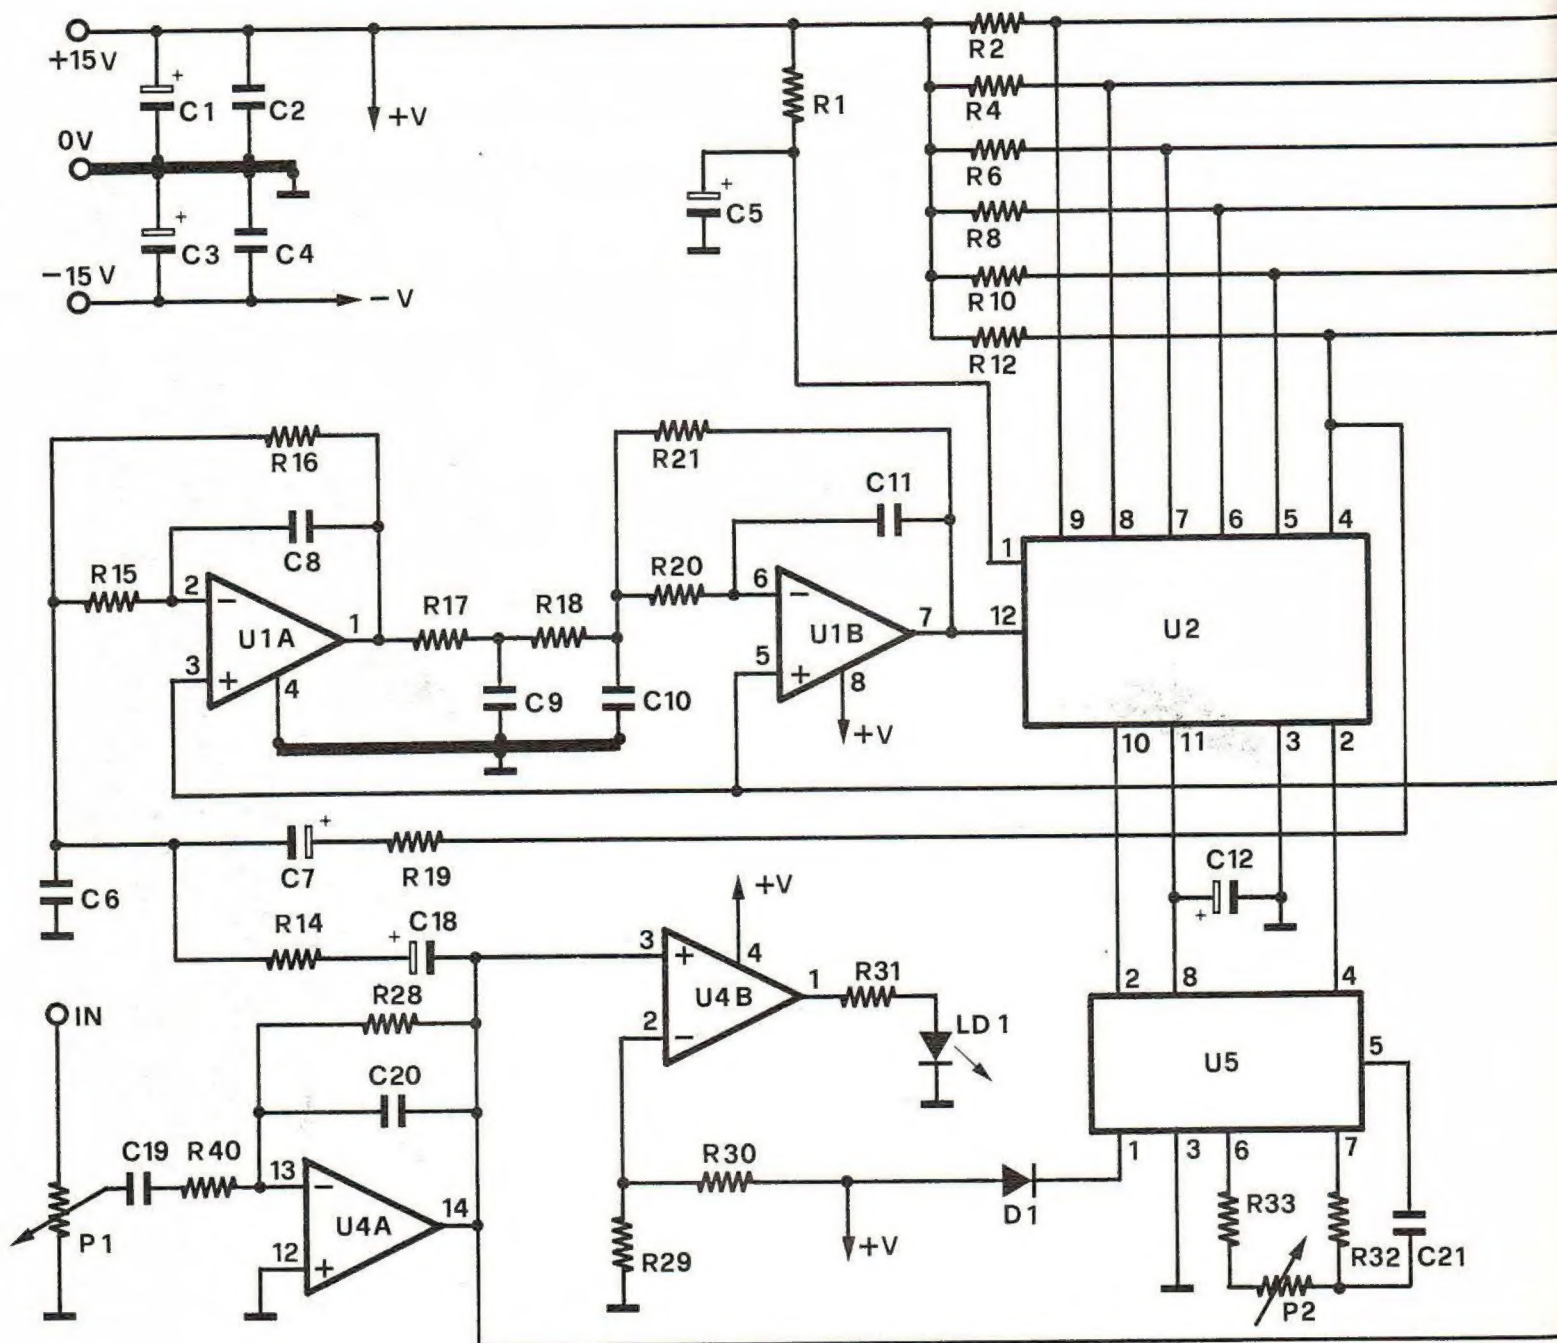 +15V
+
C1
C2
+V
0V
+
C3
C4
-15V
-V
R1
+
C5
R2
R4
R6
R8
R10
R12
R16
C8
R15
2
-
U1A
1
3
+
4
R17
R18
C9
C10
R21
C11
R20
6
-
U1B
7
5
+
8
+V
9
8
7
6
5
4
1
12
U2
10
11
3
2
C6
C7
+
R19
R14
+
C18
C12
+
+V
3
+
4
U4B
1
2
-
R31
LD1
IN
R28
C20
C19
R40
13
-
U4A
14
12
+
P1
R30
R29
+V
D1
2
8
4
U5
5
1
3
6
7
R33
R32
C21
P2